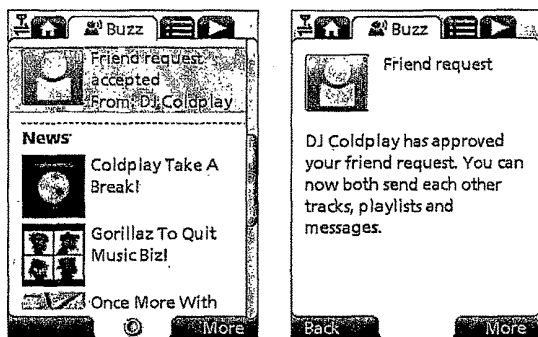 Buzz
Friend request
accepted
From: DJ Coldplay
News
Coldplay Take A
Break!
Gorillaz To Quit
Music Biz!
Once More With
More
Buzz
Friend request
DJ Coldplay has approved
your friend request. You can
now both send each other
tracks, playlists and
messages.
Back
More